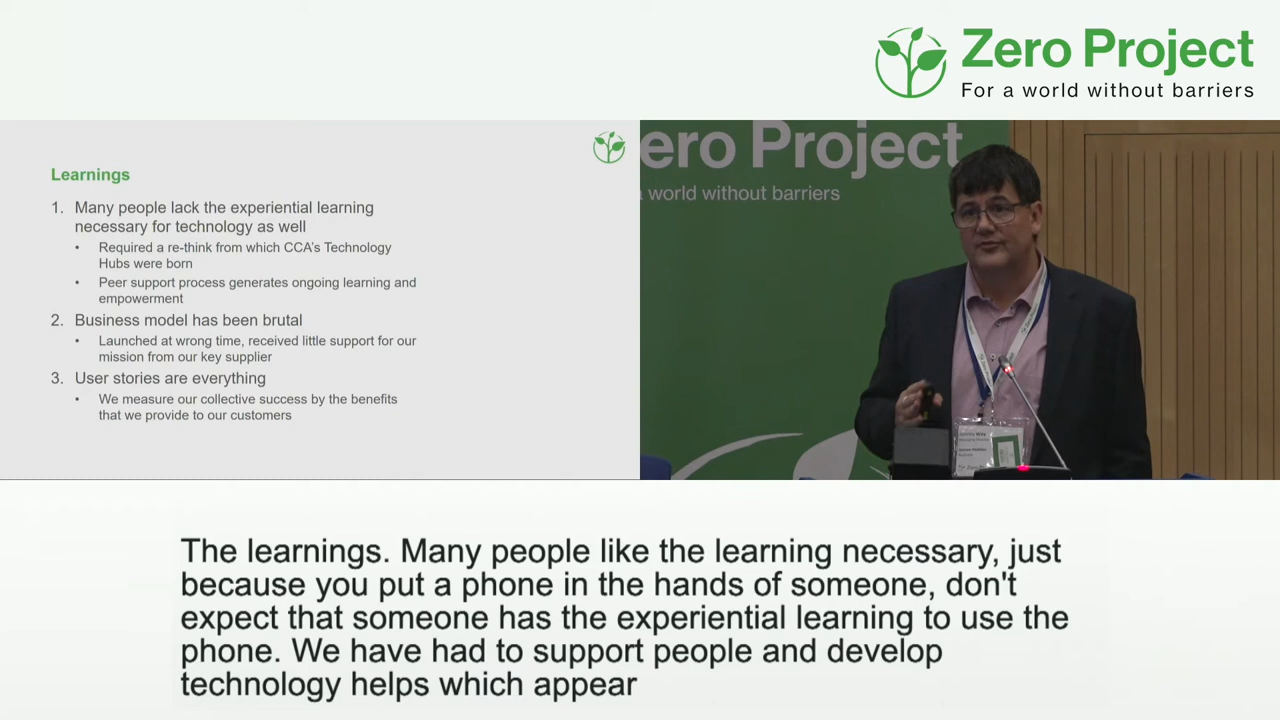 Zero Project
For a world without barriers
Learnings
1. Many people lack the experiential learning
necessary for technology as well
• Required a re-think from which CCA's Technology
Hubs were born
• Peer support process generates ongoing learning and
empowerment
2. Business model has been brutal
• Launched at wrong time, received little support for our
mission from our key supplier
3. User stories are everything
• We measure our collective success by the benefits
that we provide to our customers
ero Project
world without barriers
The learnings. Many people like the learning necessary, just
because you put a phone in the hands of someone, don't
expect that someone has the experiential learning to use the
phone. We have had to support people and develop
technology helps which appear